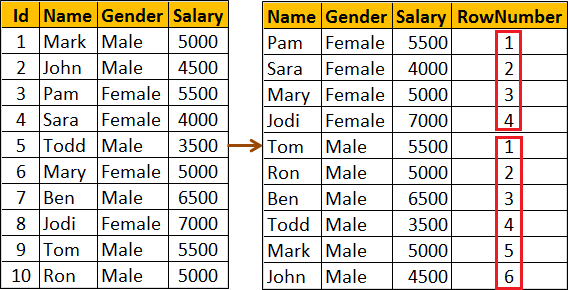 Id Name Gender Salary
1 Mark Male 5000
2 John Male 4500
3 Pam Female 5500
4 Sara Female 4000
5 Todd Male 3500
6 Mary Female 5000
7 Ben Male 6500
8 Jodi Female 7000
9 Tom Male 5500
10 Ron Male 5000
Name Gender Salary RowNumber
Pam Female 5500 1
Sara Female 4000 2
Mary Female 5000 3
Jodi Female 7000 4
Tom Male 5500 1
Ron Male 5000 2
Ben Male 6500 3
Todd Male 3500 4
Mark Male 5000 5
John Male 4500 6